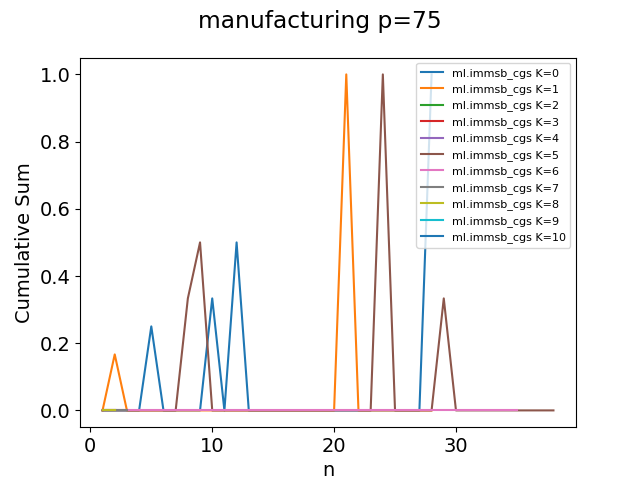 manufacturing p=75
Cumulative Sum
1.0
0.8
0.6
0.4
0.2
0.0
0
10
20
30
n
ml.immsb_cgs K=0
ml.immsb_cgs K=1
ml.immsb_cgs K=2
ml.immsb_cgs K=3
ml.immsb_cgs K=4
ml.immsb_cgs K=5
ml.immsb_cgs K=6
ml.immsb_cgs K=7
ml.immsb_cgs K=8
ml.immsb_cgs K=9
ml.immsb_cgs K=10